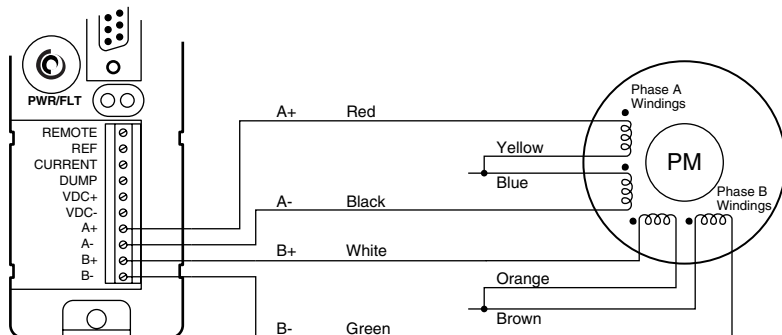 PWR/FLT
REMOTE
REF
CURRENT
DUMP
VDC+
VDC-
A+
A-
B+
B-
A+ Red
Yellow
Blue
A- Black
B+ White
Orange
Brown
B- Green
Phase A
Windings
PM
Phase B
Windings